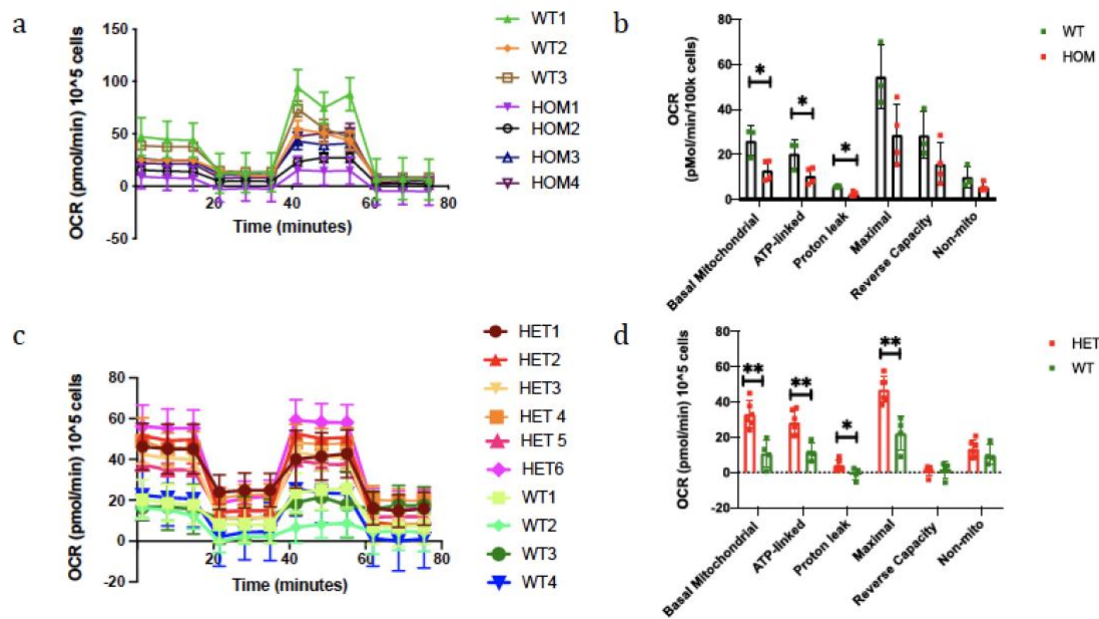 a
150
100
50
0
-50
OCR (pmol/min) 10^5 cells
20
40
60
80
Time (minutes)
WT1
WT2
WT3
HOM1
HOM2
HOM3
HOM4
b
80
60
40
20
0
OCR
(pMol/min/100k cells)
*
*
*
Basal Mitochondrial
ATP-linked
Proton leak
Maximal
Reverse Capacity
Non-mito
WT
HOM
c
80
60
40
20
0
-20
OCR (pmol/min) 10^5 cells
20
40
60
80
Time (minutes)
HET1
HET2
HET3
HET 4
HET 5
HET6
WT1
WT2
WT3
WT4
d
80
60
40
20
0
-20
OCR (pmol/min) 10^5 cells
**
**
*
**
Basal Mitochondrial
ATP-linked
Proton leak
Maximal
Reverse Capacity
Non-mito
HET
WT